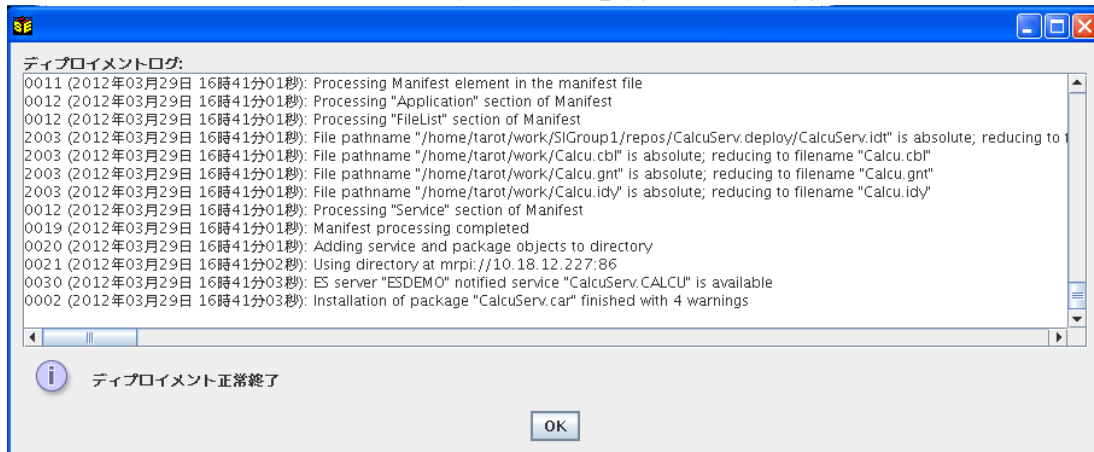 SE
ディプロイメントログ:
0011 (2012年03月29日 16時41分01秒): Processing Manifest element in the manifest file
0012 (2012年03月29日 16時41分01秒): Processing "Application" section of Manifest
0012 (2012年03月29日 16時41分01秒): Processing "FileList" section of Manifest
2003 (2012年03月29日 16時41分01秒): File pathname "/home/tarot/work/SIGroup1/repos/CalcuServ.deploy/CalcuServ.idt" is absolute; reducing to
2003 (2012年03月29日 16時41分01秒): File pathname "/home/tarot/work/Calcu.cbl" is absolute; reducing to filename "Calcu.cbl"
2003 (2012年03月29日 16時41分01秒): File pathname "/home/tarot/work/Calcu.gnt" is absolute; reducing to filename "Calcu.gnt"
2003 (2012年03月29日 16時41分01秒): File pathname "/home/tarot/work/Calcu.idy" is absolute; reducing to filename "Calcu.idy"
0012 (2012年03月29日 16時41分01秒): Processing "Service" section of Manifest
0019 (2012年03月29日 16時41分01秒): Manifest processing completed
0020 (2012年03月29日 16時41分01秒): Adding service and package objects to directory
0021 (2012年03月29日 16時41分02秒): Using directory at mrpi://10.18.12.227:86
0030 (2012年03月29日 16時41分03秒): ES server "ESDEMO" notified service "CalcuServ.CALCU" is available
0002 (2012年03月29日 16時41分03秒): Installation of package "CalcuServ.car" finished with 4 warnings
ディプロイメント正常終了
OK